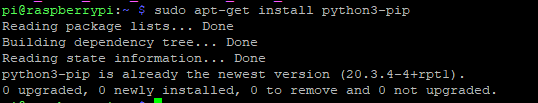 pi@raspberrypi:~ $ sudo apt-get install python3-pip
Reading package lists... Done
Building dependency tree... Done
Reading state information... Done
python3-pip is already the newest version (20.3.4-4+rpt1).
0 upgraded, 0 newly installed, 0 to remove and 0 not upgraded.